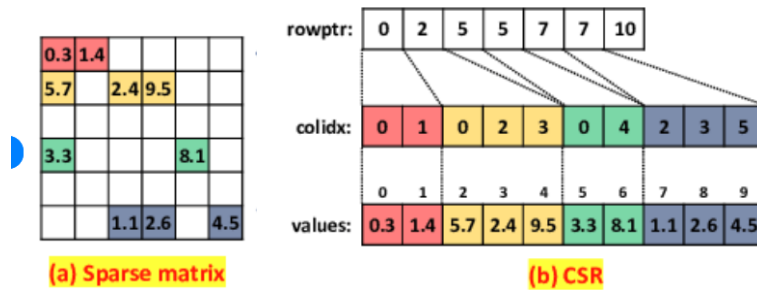 0.3 1.4
5.7 2.4 9.5
3.3 8.1
1.1 2.6 4.5
(a) Sparse matrix
rowptr: 0 2 5 5 7 7 10
colidx: 0 1 0 2 3 0 4 2 3 5
0 1 2 3 4 5 6 7 8 9
values: 0.3 1.4 5.7 2.4 9.5 3.3 8.1 1.1 2.6 4.5
(b) CSR